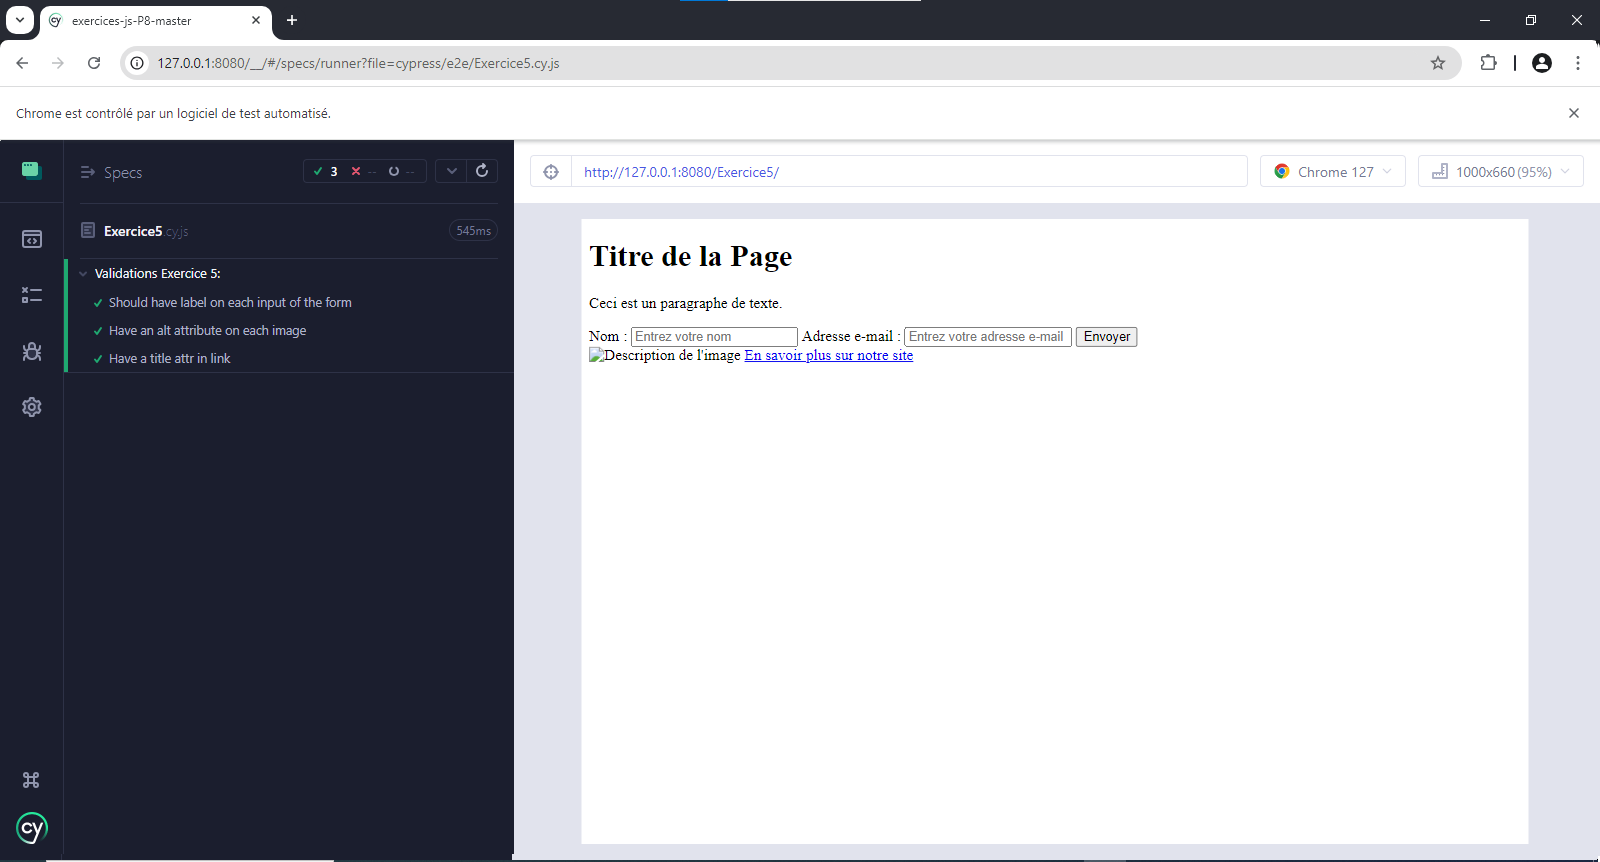 exercices-js-P8-master
127.0.0.1:8080/__/#/specs/runner?file=cypress/e2e/Exercice5.cy.js
Chrome est contrôlé par un logiciel de test automatisé.
Specs
3 -- --
http://127.0.0.1:8080/Exercice5/
Chrome 127
1000x660 (95%)
Exercice5.cy.js
545ms
Validations Exercice 5:
Should have label on each input of the form
Have an alt attribute on each image
Have a title attr in link
cy
Titre de la Page
Ceci est un paragraphe de texte.
Nom : Entrez votre nom Adresse e-mail : Entrez votre adresse e-mail Envoyer
Description de l'image En savoir plus sur notre site